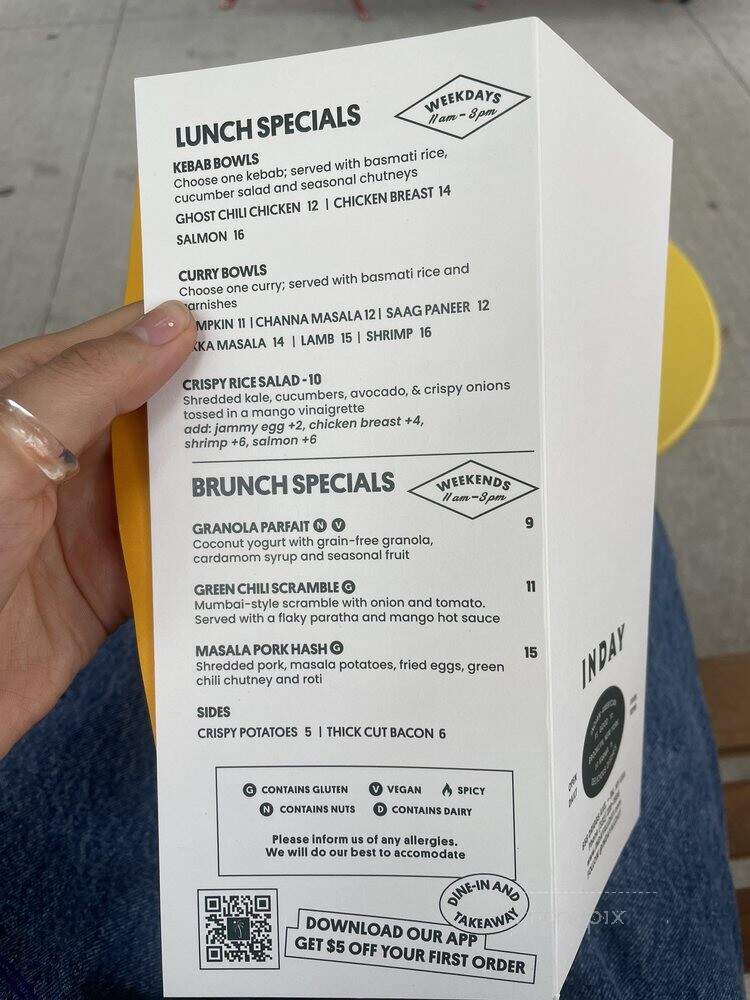 LUNCH SPECIALS
WEEKDAYS
11am-3pm
KEBAB BOWLS
Choose one kebab; served with basmati rice,
cucumber salad and seasonal chutneys
GHOST CHILI CHICKEN 12 | CHICKEN BREAST 14
SALMON 16
CURRY BOWLS
Choose one curry; served with basmati rice and
arnishes
MPKIN 11 | CHANNA MASALA 12 | SAAG PANEER 12
KKA MASALA 14 | LAMB 15 | SHRIMP 16
CRISPY RICE SALAD - 10
Shredded kale, cucumbers, avocado, & crispy onions
tossed in a mango vinaigrette
add: jammy egg +2, chicken breast +4,
shrimp +6, salmon +6
BRUNCH SPECIALS
WEEKENDS
11am-3pm
GRANOLA PARFAIT N V 9
Coconut yogurt with grain-free granola,
cardamom syrup and seasonal fruit
GREEN CHILI SCRAMBLE G 11
Mumbai-style scramble with onion and tomato.
Served with a flaky paratha and mango hot sauce
MASALA PORK HASH G 15
Shredded pork, masala potatoes, fried eggs, green
chili chutney and roti
SIDES
CRISPY POTATOES 5 | THICK CUT BACON 6
G CONTAINS GLUTEN V VEGAN SPICY
N CONTAINS NUTS D CONTAINS DAIRY
Please inform us of any allergies.
We will do our best to accomodate
DINE-IN AND
TAKEAWAY
DOWNLOAD OUR APP
GET $5 OFF YOUR FIRST ORDER
INDAY
OPEN
DAILY